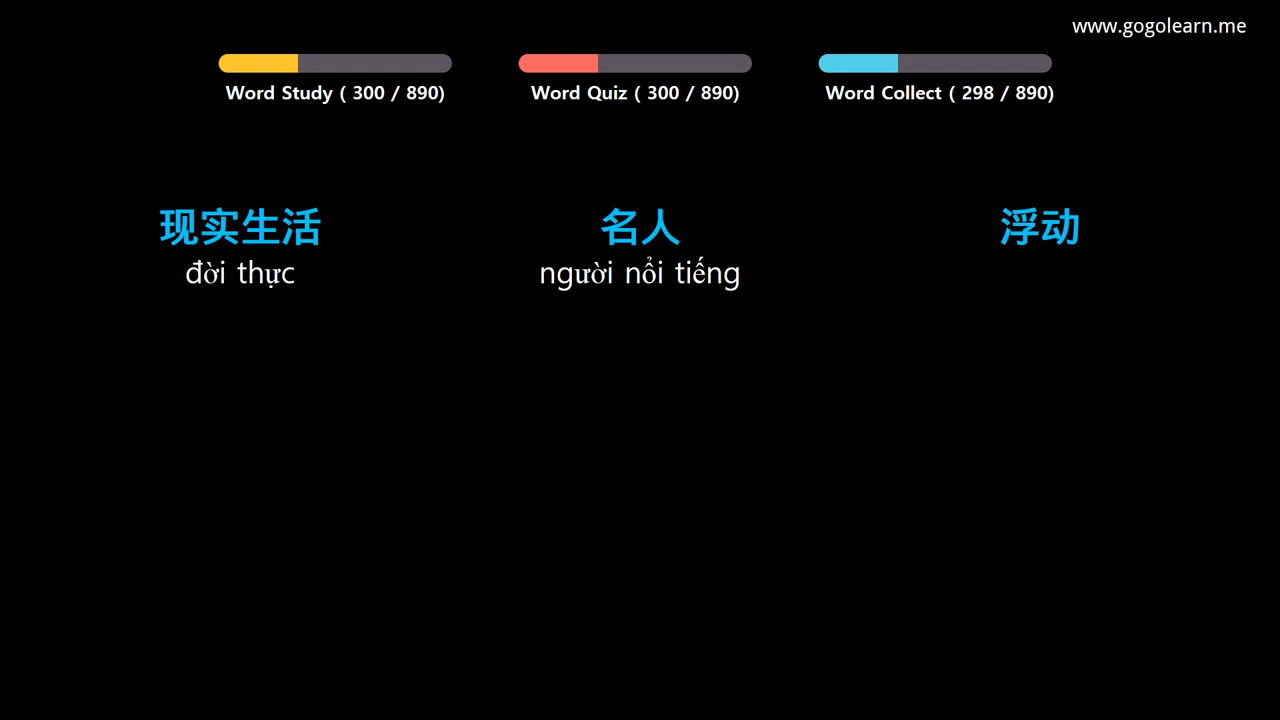 www.gogolearn.me
Word Study ( 300 / 890)
Word Quiz ( 300 / 890)
Word Collect ( 298 / 890)
现实生活
đời thực
名人
người nổi tiếng
浮动